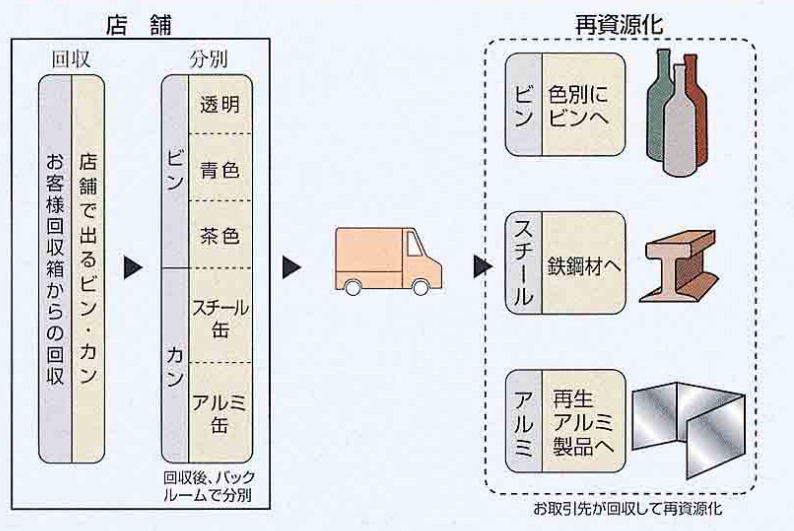 店舗
回収
お客様回収箱からの回収
店舗で出るビン・カン
分別
ビン
透明
青色
茶色
カン
スチール
缶
アルミ
缶
回収後、バック
ルームで分別
再資源化
ビン
色別に
ビンへ
スチール
鉄鋼材へ
アルミ
再生
アルミ
製品へ
お取引先が回収して再資源化